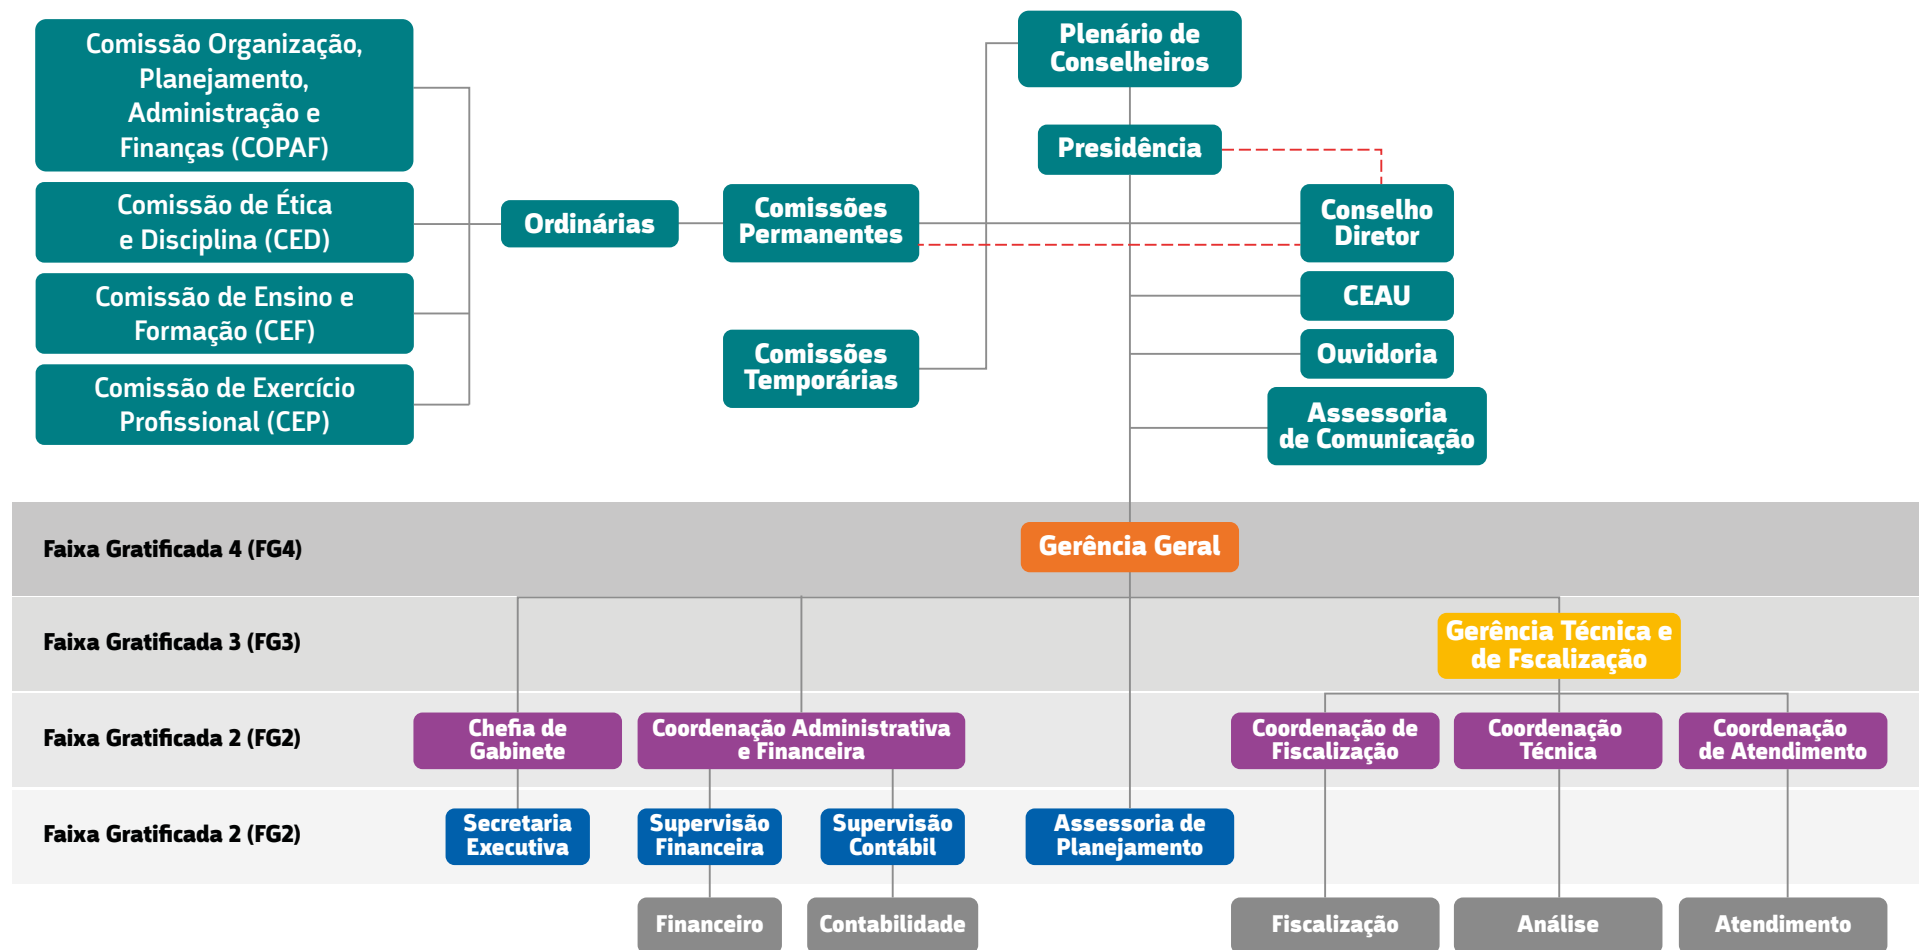 Comissão Organização,
Planejamento,
Administração e
Finanças (COPAF)
Comissão de Ética
e Disciplina (CED)
Comissão de Ensino e
Formação (CEF)
Comissão de Exercício
Profissional (CEP)
Ordinárias
Comissões
Permanentes
Comissões
Temporárias
Plenário de
Conselheiros
Presidência
Conselho
Diretor
CEAU
Ouvidoria
Assessoria
de Comunicação
Faixa Gratificada 4 (FG4)
Gerência Geral
Faixa Gratificada 3 (FG3)
Gerência Técnica e
de Fscalização
Faixa Gratificada 2 (FG2)
Chefia de
Gabinete
Coordenação Administrativa
e Financeira
Coordenação de
Fiscalização
Coordenação
Técnica
Coordenação
de Atendimento
Faixa Gratificada 2 (FG2)
Secretaria
Executiva
Supervisão
Financeira
Supervisão
Contábil
Assessoria de
Planejamento
Financeiro
Contabilidade
Fiscalização
Análise
Atendimento